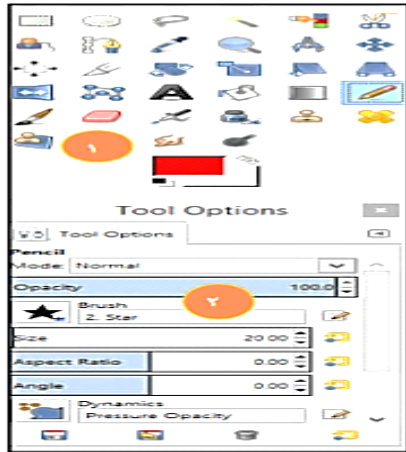 ١
Tool Options
Tool Options
Pencil
Mode: Normal
Opacity 100.0
٢
Brush
2. Star
Size 20.00
Aspect Ratio 0.00
Angle 0.00
Dynamics
Pressure Opacity